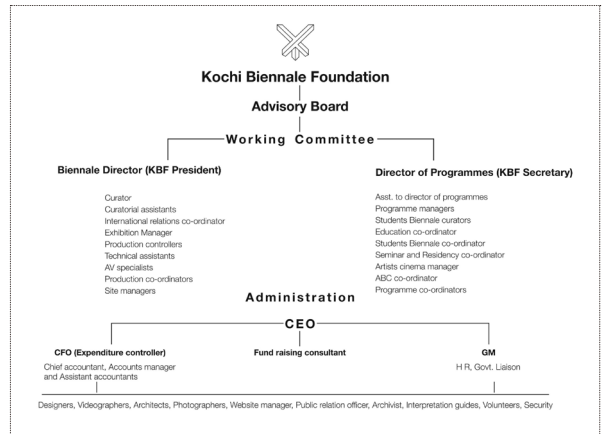 Kochi Biennale Foundation
Advisory Board
Working Committee
Biennale Director (KBF President)
Curator
Curatorial assistants
International relations co-ordinator
Exhibition Manager
Production controllers
Technical assistants
AV specialists
Production co-ordinators
Site managers
Director of Programmes (KBF Secretary)
Asst. to director of programmes
Programme managers
Students Biennale curators
Education co-ordinator
Students Biennale co-ordinator
Seminar and Residency co-ordinator
Artists cinema manager
ABC co-ordinator
Programme co-ordinators
Administration
CEO
CFO (Expenditure controller)
Chief accountant, Accounts manager
and Assistant accountants
Fund raising consultant
GM
H R, Govt. Liaison
Designers, Videographers, Architects, Photographers, Website manager, Public relation officer, Archivist, Interpretation guides, Volunteers, Security